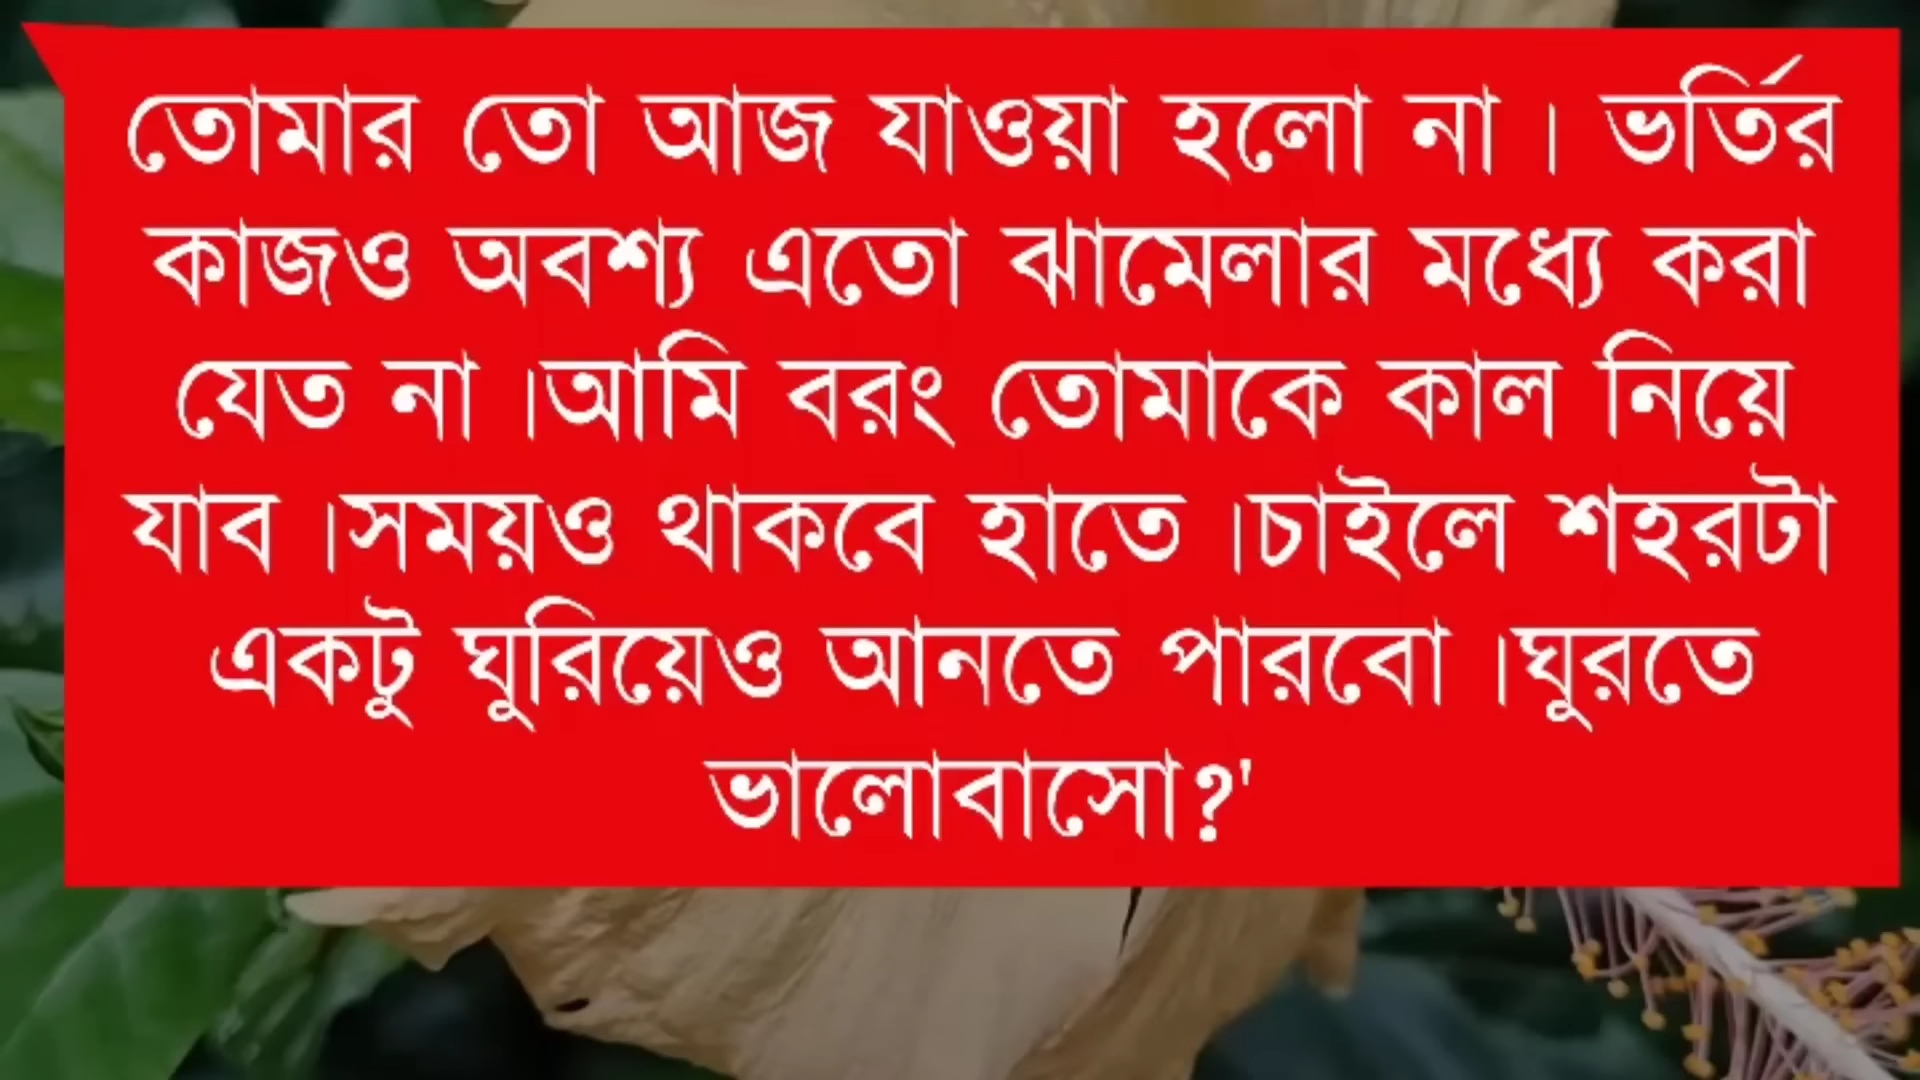 তোমার তো আজ যাওয়া হলো না । ভর্তির
কাজও অবশ্য এতো ঝামেলার মধ্যে করা
যেত না ।আমি বরং তোমাকে কাল নিয়ে
যাব ।সময়ও থাকবে হাতে ।চাইলে শহরটা
একটু ঘুরিয়েও আনতে পারবো ।ঘুরতে
ভালোবাসো?'